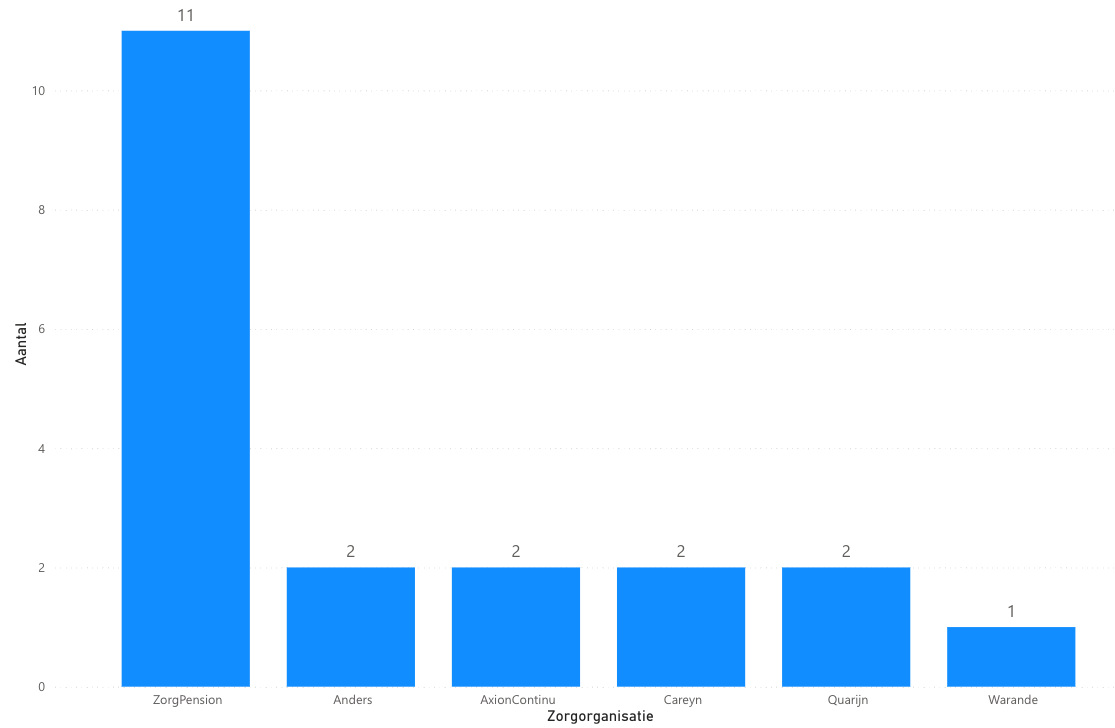 11
10
8
6
4
2
0
Aantal
2
2
2
2
1
ZorgPension
Anders
AxionContinu
Careyn
Quarijn
Warande
Zorgorganisatie